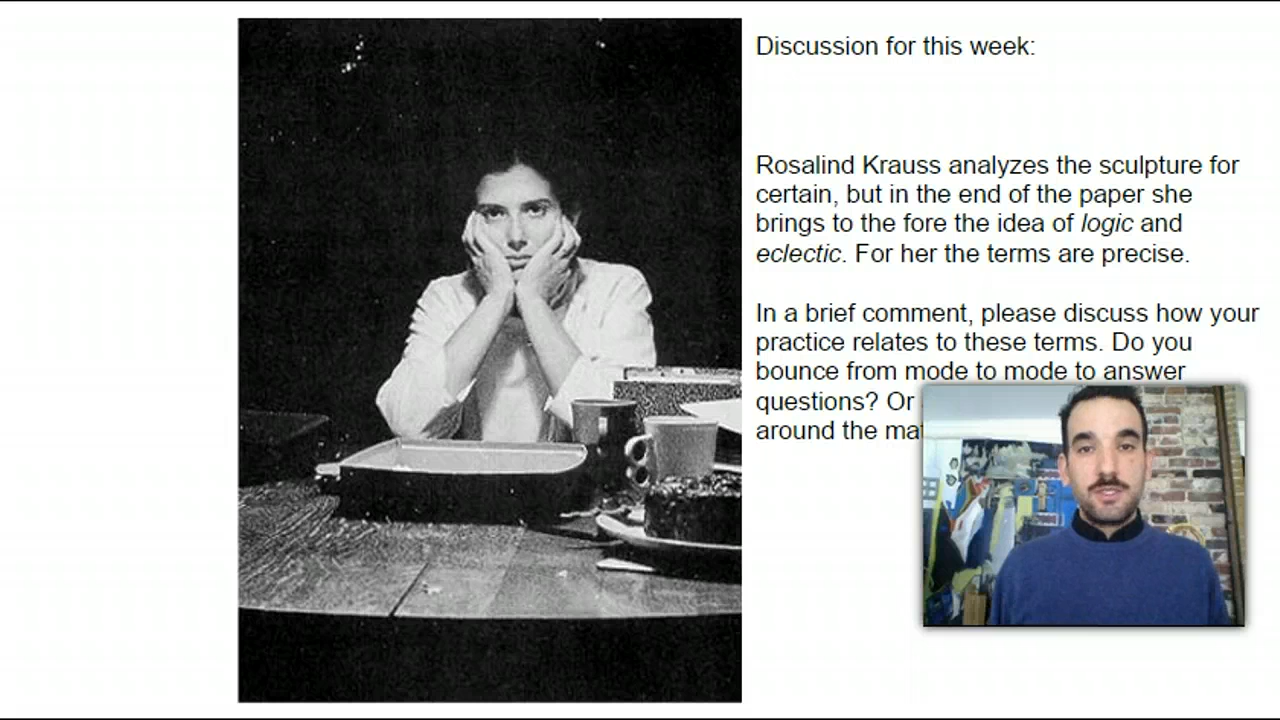 Discussion for this week:
Rosalind Krauss analyzes the sculpture for
certain, but in the end of the paper she
brings to the fore the idea of logic and
eclectic. For her the terms are precise.
In a brief comment, please discuss how your
practice relates to these terms. Do you
bounce from mode to mode to answer
questions? Or
around the